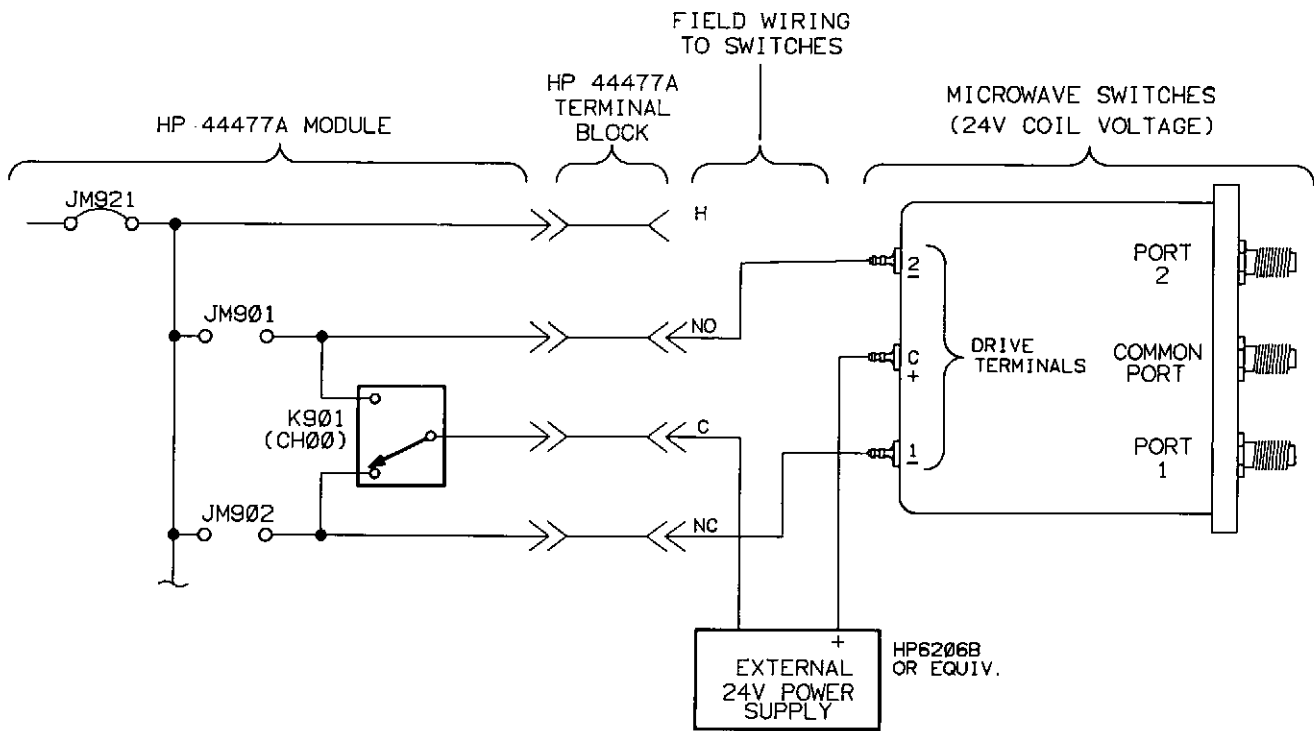 FIELD WIRING
TO SWITCHES
HP 44477A
TERMINAL
BLOCK
MICROWAVE SWITCHES
(24V COIL VOLTAGE)
HP 44477A MODULE
JM921
H
2
–
PORT
2
JM901
NO
C
+
DRIVE
TERMINALS
COMMON
PORT
K901
(CH00)
C
1
–
PORT
1
JM902
NC
+
EXTERNAL
24V POWER
SUPPLY
HP6206B
OR EQUIV.